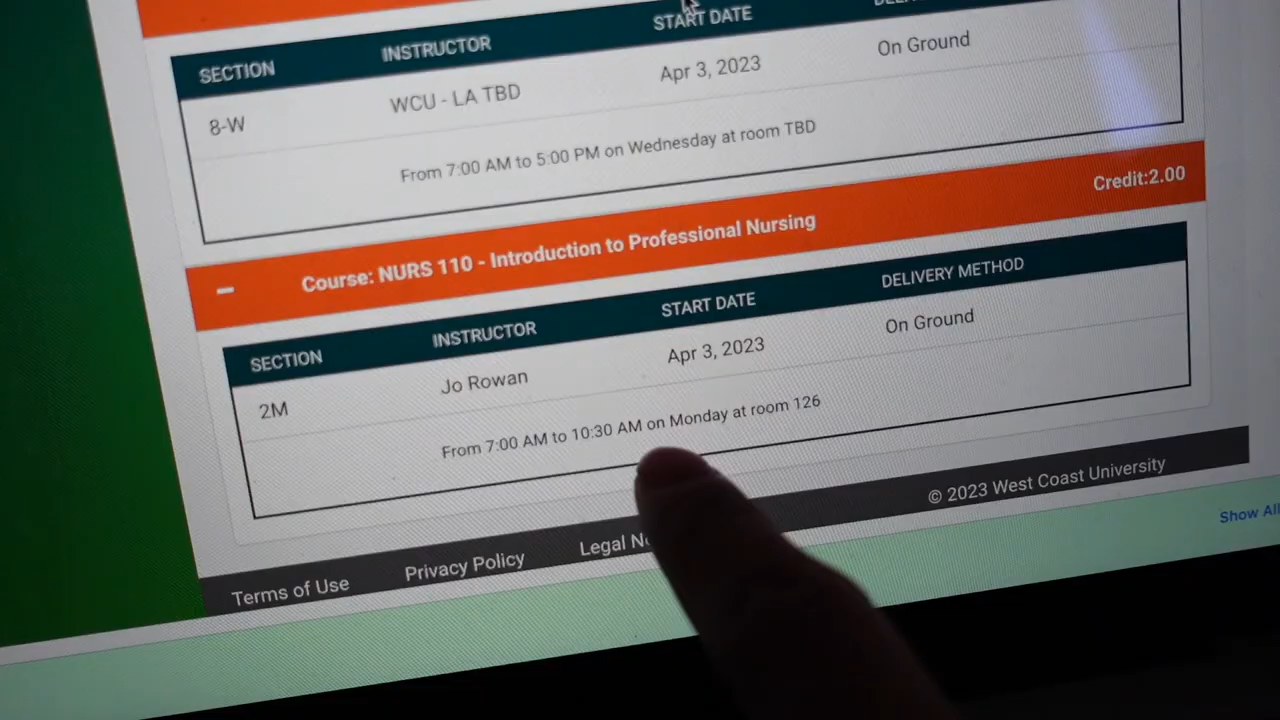 SECTION INSTRUCTOR START DATE
8-W WCU - LA TBD Apr 3, 2023 On Ground
From 7:00 AM to 5:00 PM on Wednesday at room TBD
Course: NURS 110 - Introduction to Professional Nursing Credit:2.00
SECTION INSTRUCTOR START DATE DELIVERY METHOD
2M Jo Rowan Apr 3, 2023 On Ground
From 7:00 AM to 10:30 AM on Monday at room 126
Terms of Use Privacy Policy Legal © 2023 West Coast University
Show All